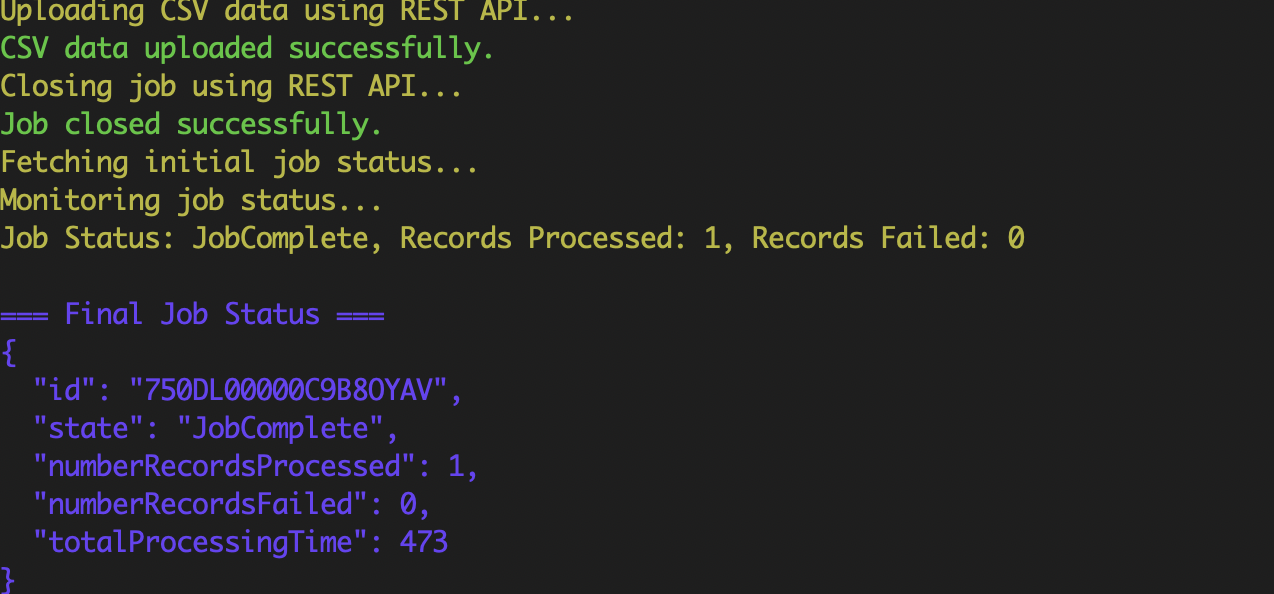 Uploading CSV data using REST API...
CSV data uploaded successfully.
Closing job using REST API...
Job closed successfully.
Fetching initial job status...
Monitoring job status...
Job Status: JobComplete, Records Processed: 1, Records Failed: 0
=== Final Job Status ===
{
"id": "750DL00000C9B8OYAV",
"state": "JobComplete",
"numberRecordsProcessed": 1,
"numberRecordsFailed": 0,
"totalProcessingTime": 473
}